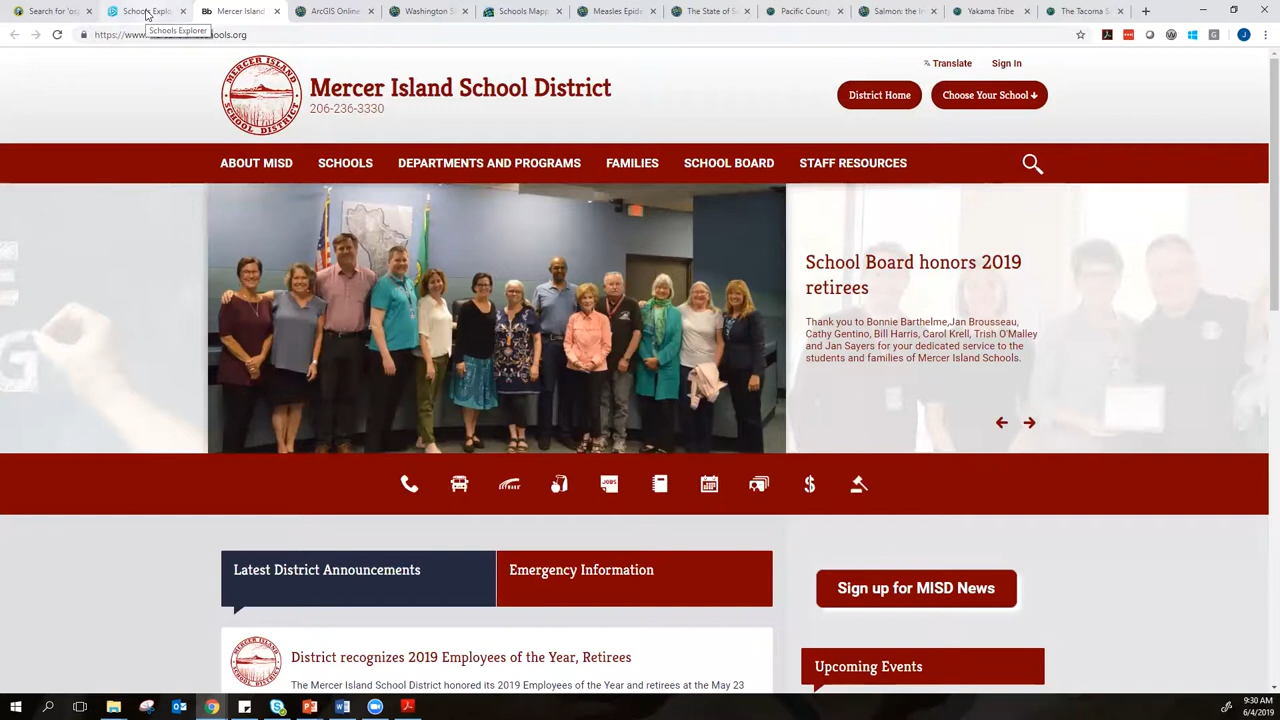 Search for 'op
Schools Explo
Bb Mercer Island
ArcGIS Online
Washington S
Schools Mapp
Measles Epide
The State of S
Pacific County
Salmon: the In
Yakama Tribe
The Tacoma S
Schools Explorer
https://www.
schools.org
J
MERCER ISLAND
SCHOOL DISTRICT
Mercer Island School District
206-236-3330
Translate
Sign In
District Home
Choose Your School
ABOUT MISD
SCHOOLS
DEPARTMENTS AND PROGRAMS
FAMILIES
SCHOOL BOARD
STAFF RESOURCES
School Board honors 2019
retirees
Thank you to Bonnie Barthelme,Jan Brousseau,
Cathy Gentino, Bill Harris, Carol Krell, Trish O'Malley
and Jan Sayers for your dedicated service to the
students and families of Mercer Island Schools.
JOBS
$
Latest District Announcements
Emergency Information
Sign up for MISD News
District recognizes 2019 Employees of the Year, Retirees
The Mercer Island School District honored its 2019 Employees of the Year and retirees at the May 23
Upcoming Events
9:30 AM
6/4/2019